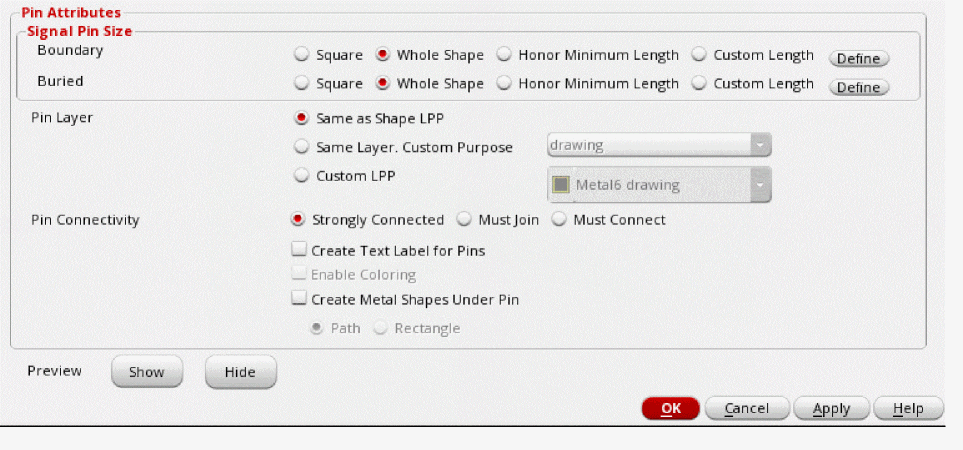 Pin Attributes
Signal Pin Size
Boundary Square Whole Shape Honor Minimum Length Custom Length Define
Buried Square Whole Shape Honor Minimum Length Custom Length Define
Pin Layer Same as Shape LPP
Same Layer. Custom Purpose drawing
Custom LPP Metal6 drawing
Pin Connectivity Strongly Connected Must Join Must Connect
Create Text Label for Pins
Enable Coloring
Create Metal Shapes Under Pin
Path Rectangle
Preview Show Hide
OK Cancel Apply Help